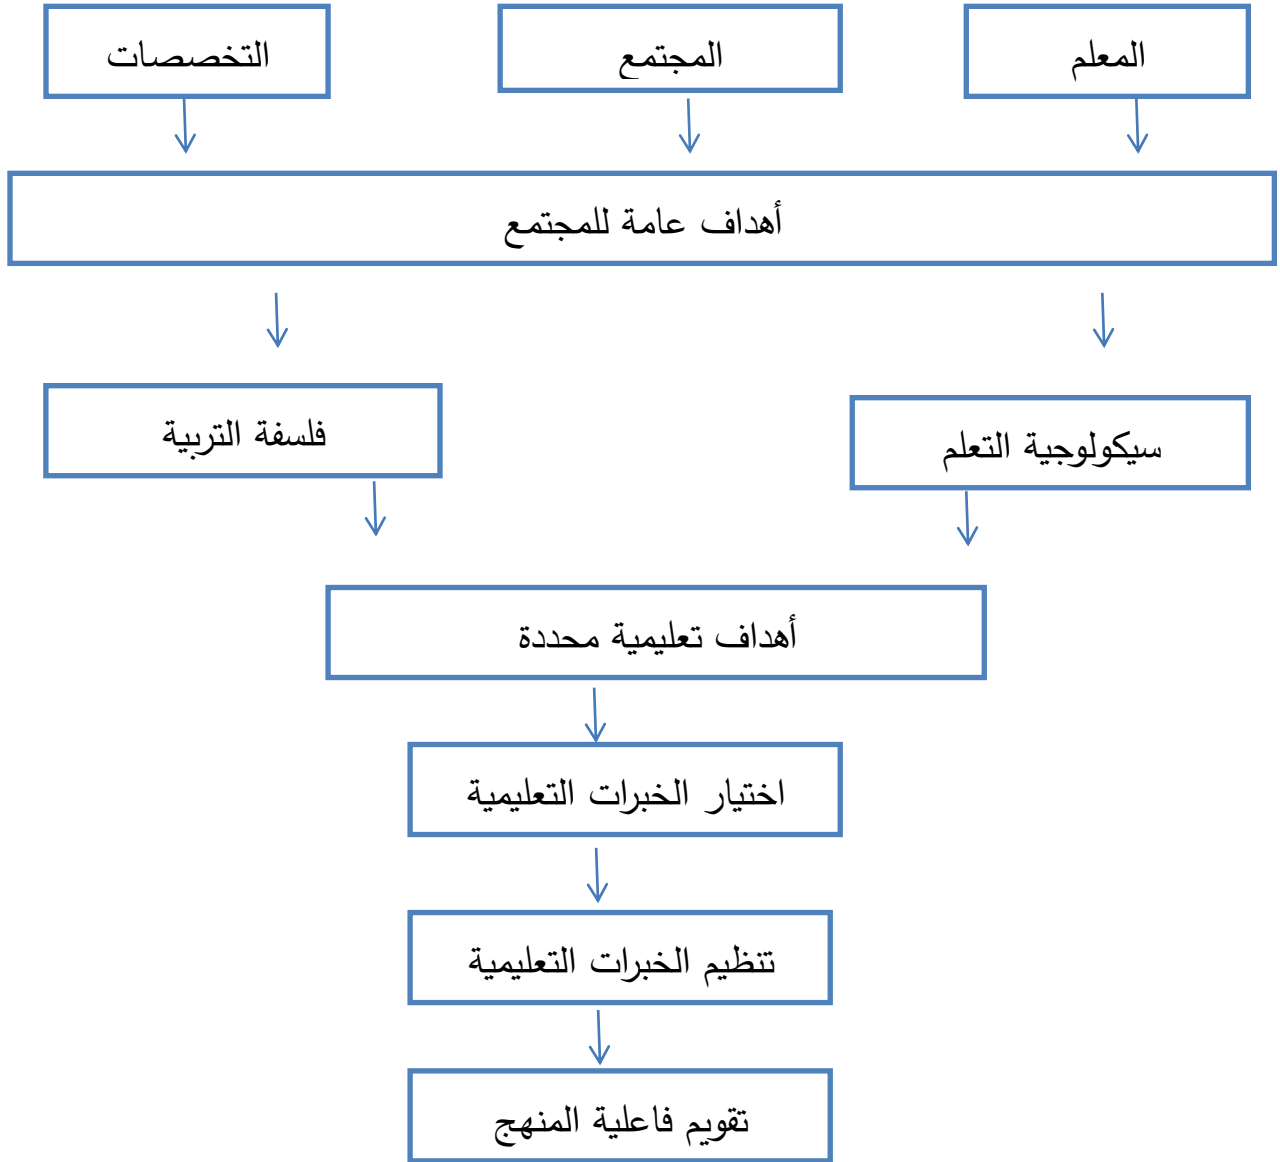 المعلم
المجتمع
التخصصات
أهداف عامة للمجتمع
سيكولوجية التعلم
فلسفة التربية
أهداف تعليمية محددة
اختيار الخبرات التعليمية
تنظيم الخبرات التعليمية
تقويم فاعلية المنهج